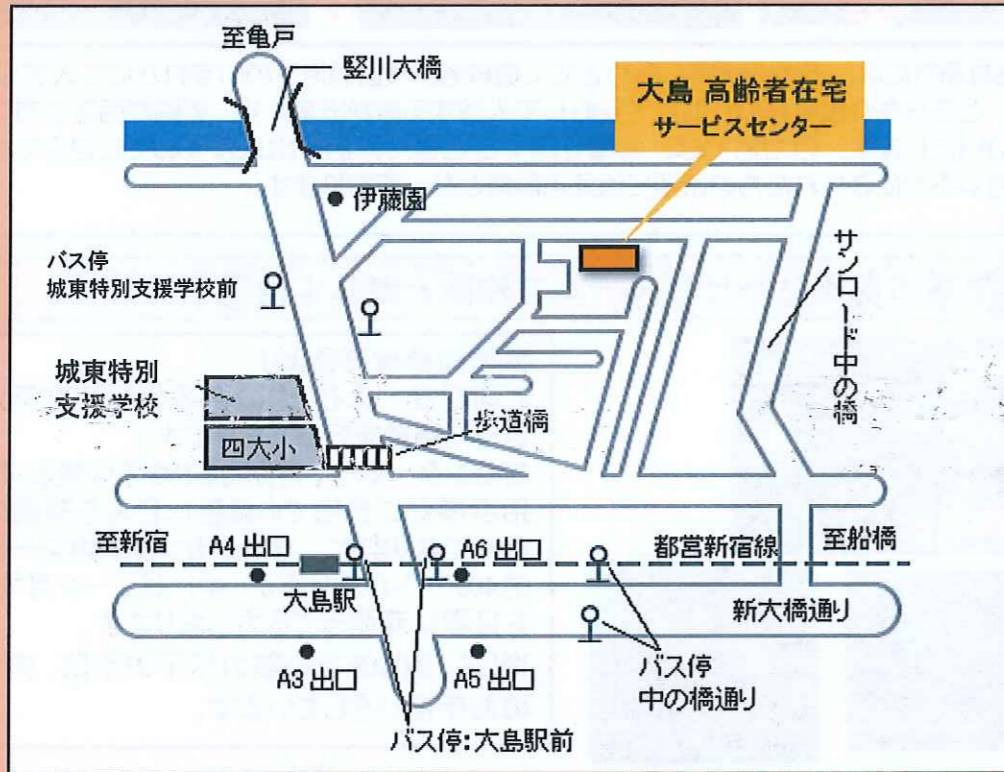 至亀戸
竪川大橋
大島 高齢者在宅
サービスセンター
伊藤園
バス停
城東特別支援学校前
サンロード中の橋
城東特別
支援学校
四大小
歩道橋
至新宿
A4 出口
A6 出口
都営新宿線
至船橋
大島駅
新大橋通り
A3 出口
A5 出口
バス停
中の橋通り
バス停:大島駅前